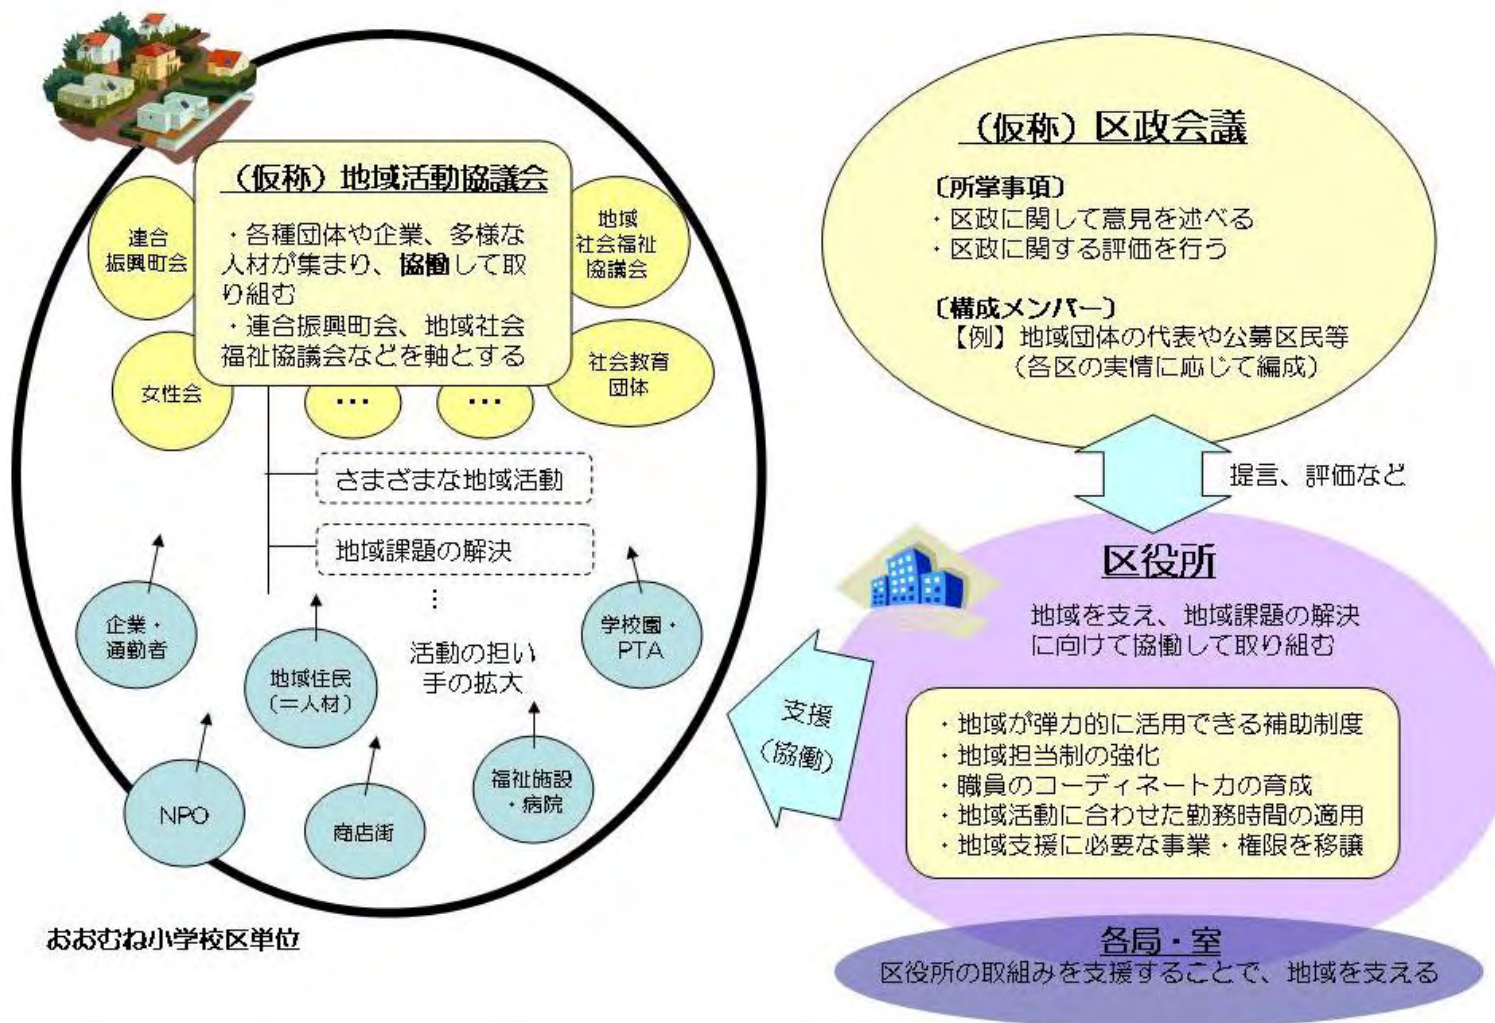 (仮称)地域活動協議会
・各種団体や企業、多様な
人材が集まり、協働して取
り組む
・連合振興町会、地域社会
福祉協議会などを軸とする
連合
振興町会
地域
社会福祉
協議会
女性会
・・・
・・・
社会教育
団体
さまざまな地域活動
地域課題の解決
⋮
企業・
通勤者
地域住民
(=人材)
活動の担い
手の拡大
学校園・
PTA
NPO
商店街
福祉施設
・病院
おおむね小学校区単位
(仮称)区政会議
〔所掌事項〕
・区政に関して意見を述べる
・区政に関する評価を行う
〔構成メンバー〕
【例】地域団体の代表や公募区民等
(各区の実情に応じて編成)
提言、評価など
区役所
地域を支え、地域課題の解決
に向けて協働して取り組む
支援
(協働)
・地域が弾力的に活用できる補助制度
・地域担当制の強化
・職員のコーディネート力の育成
・地域活動に合わせた勤務時間の適用
・地域支援に必要な事業・権限を移譲
各局・室
区役所の取組みを支援することで、地域を支える